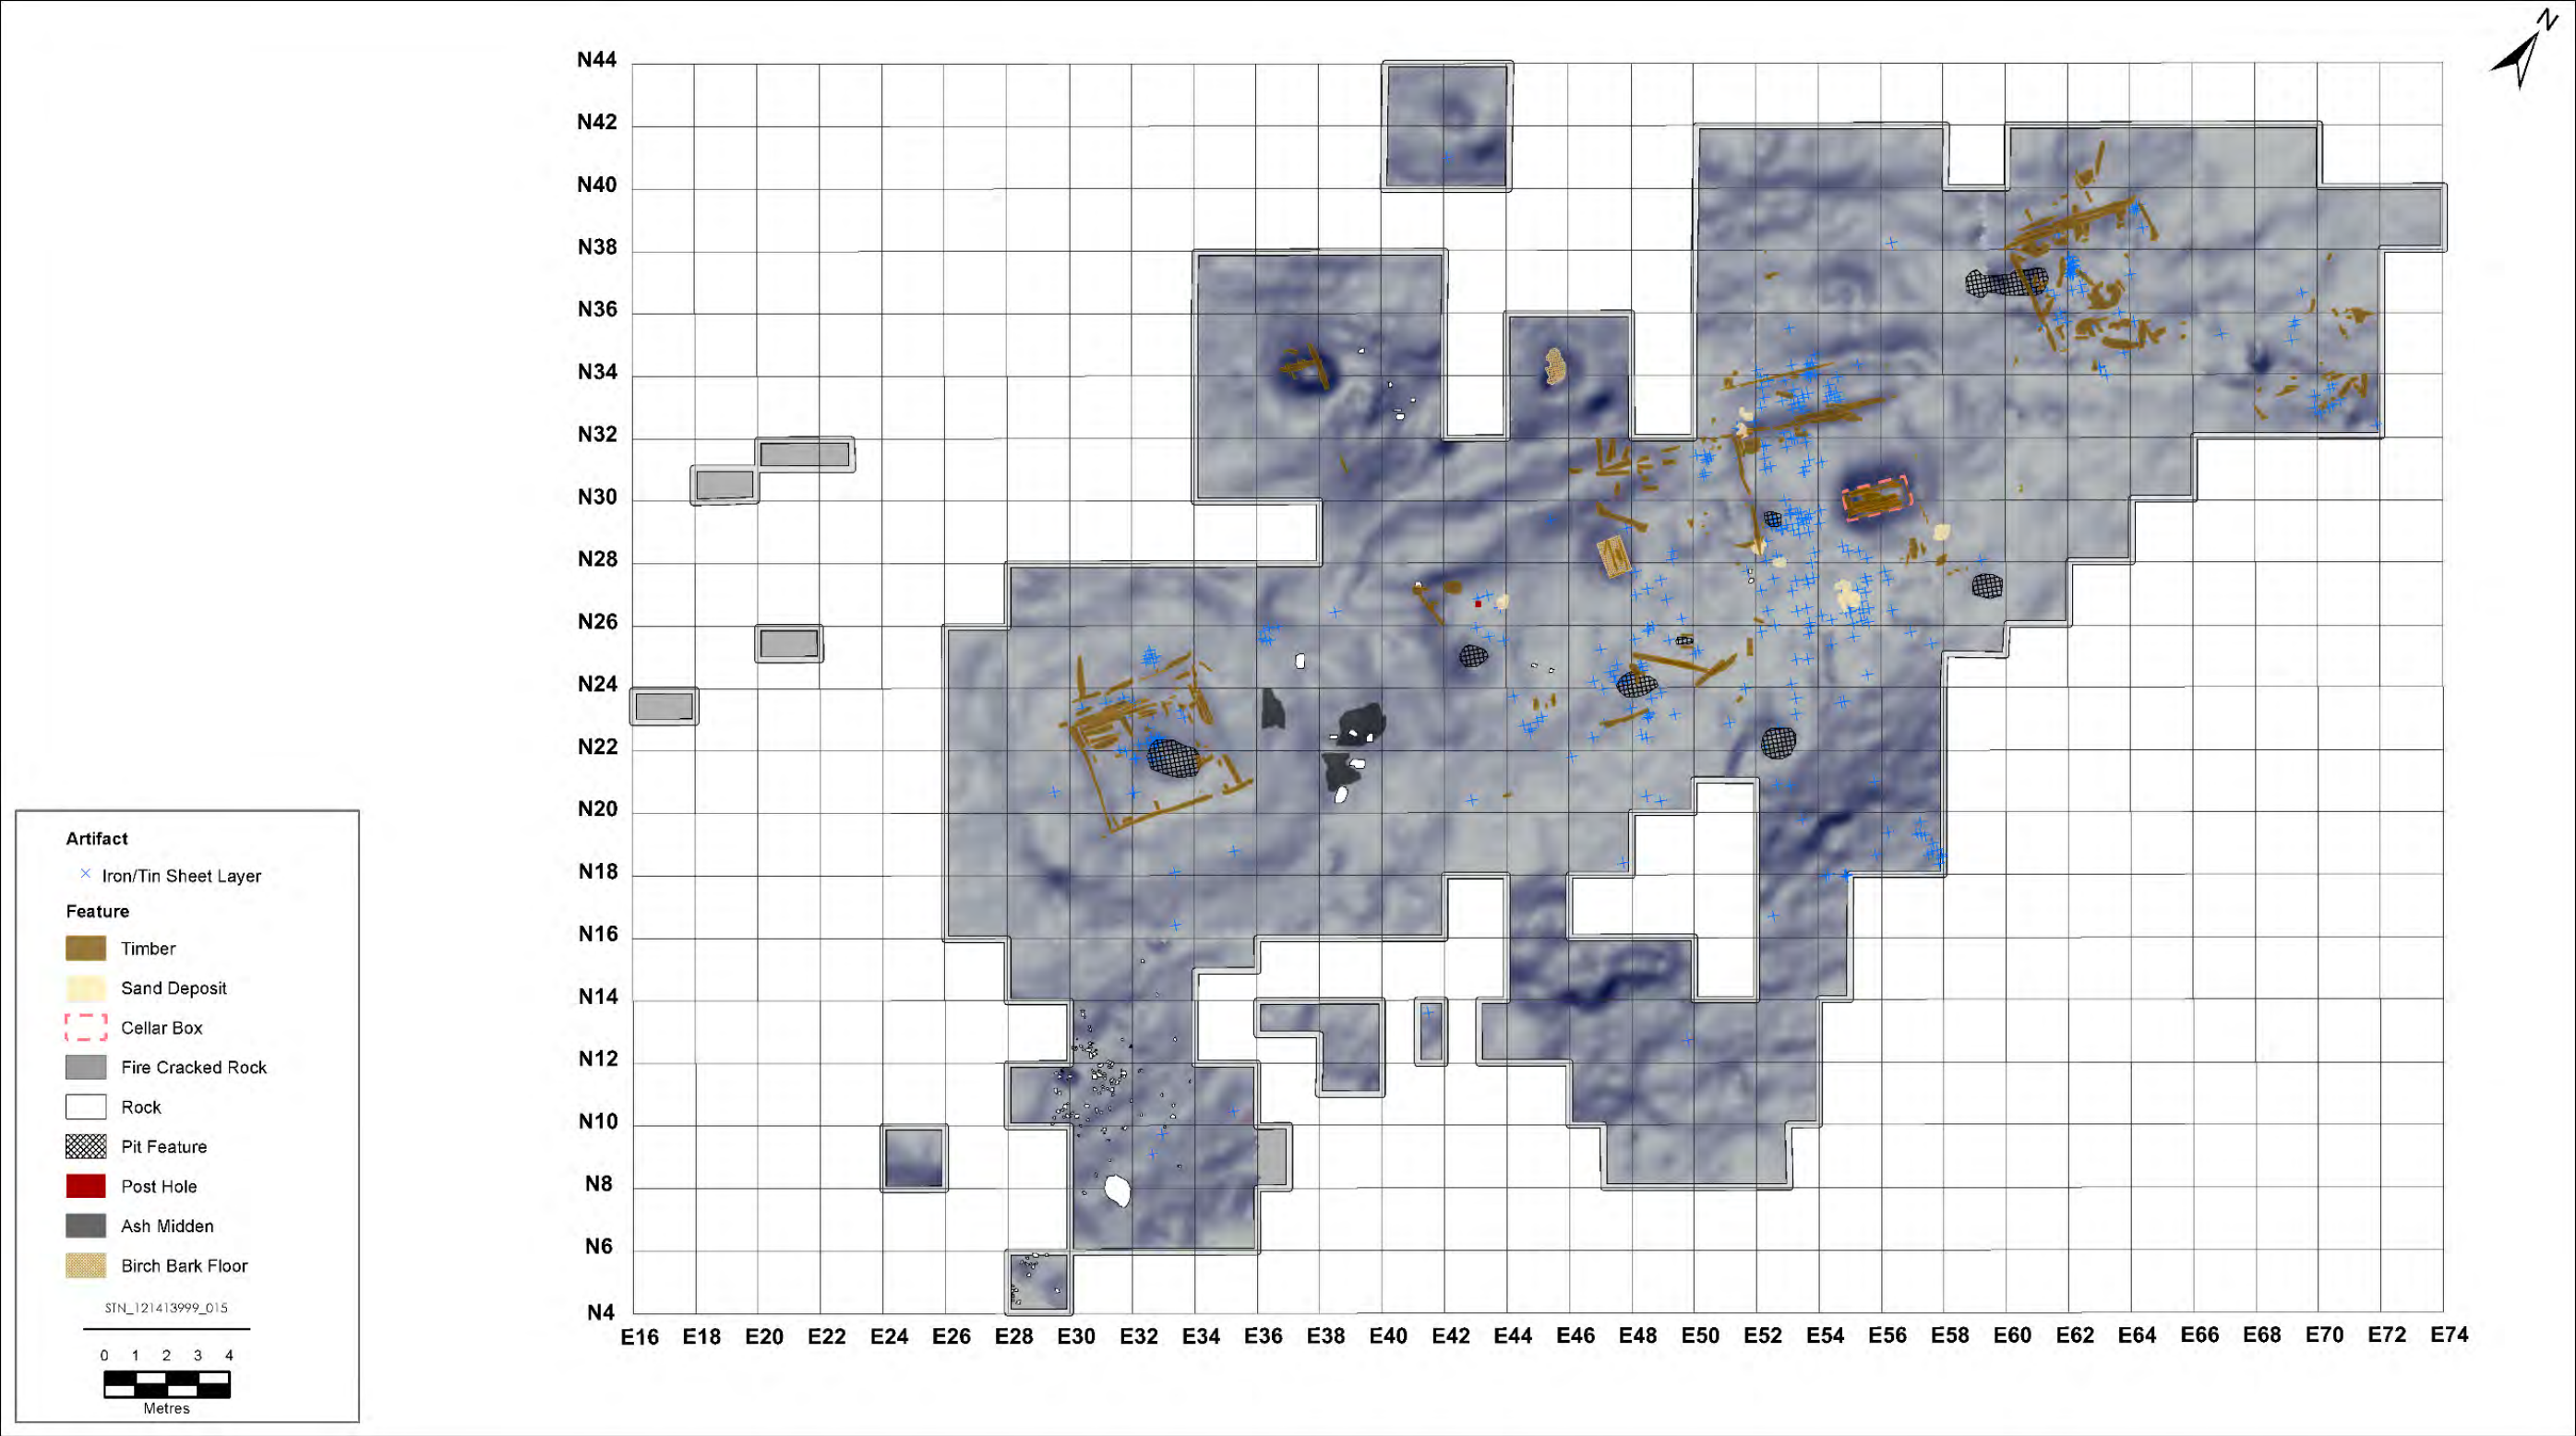 N
N44
N42
N40
N38
N36
N34
N32
N30
N28
N26
N24
N22
N20
N18
N16
N14
N12
N10
N8
N6
N4
E16 E18 E20 E22 E24 E26 E28 E30 E32 E34 E36 E38 E40 E42 E44 E46 E48 E50 E52 E54 E56 E58 E60 E62 E64 E66 E68 E70 E72 E74
Artifact
Iron/Tin Sheet Layer
Feature
Timber
Sand Deposit
Cellar Box
Fire Cracked Rock
Rock
Pit Feature
Post Hole
Ash Midden
Birch Bark Floor
STN_121413999_015
0 1 2 3 4
Metres